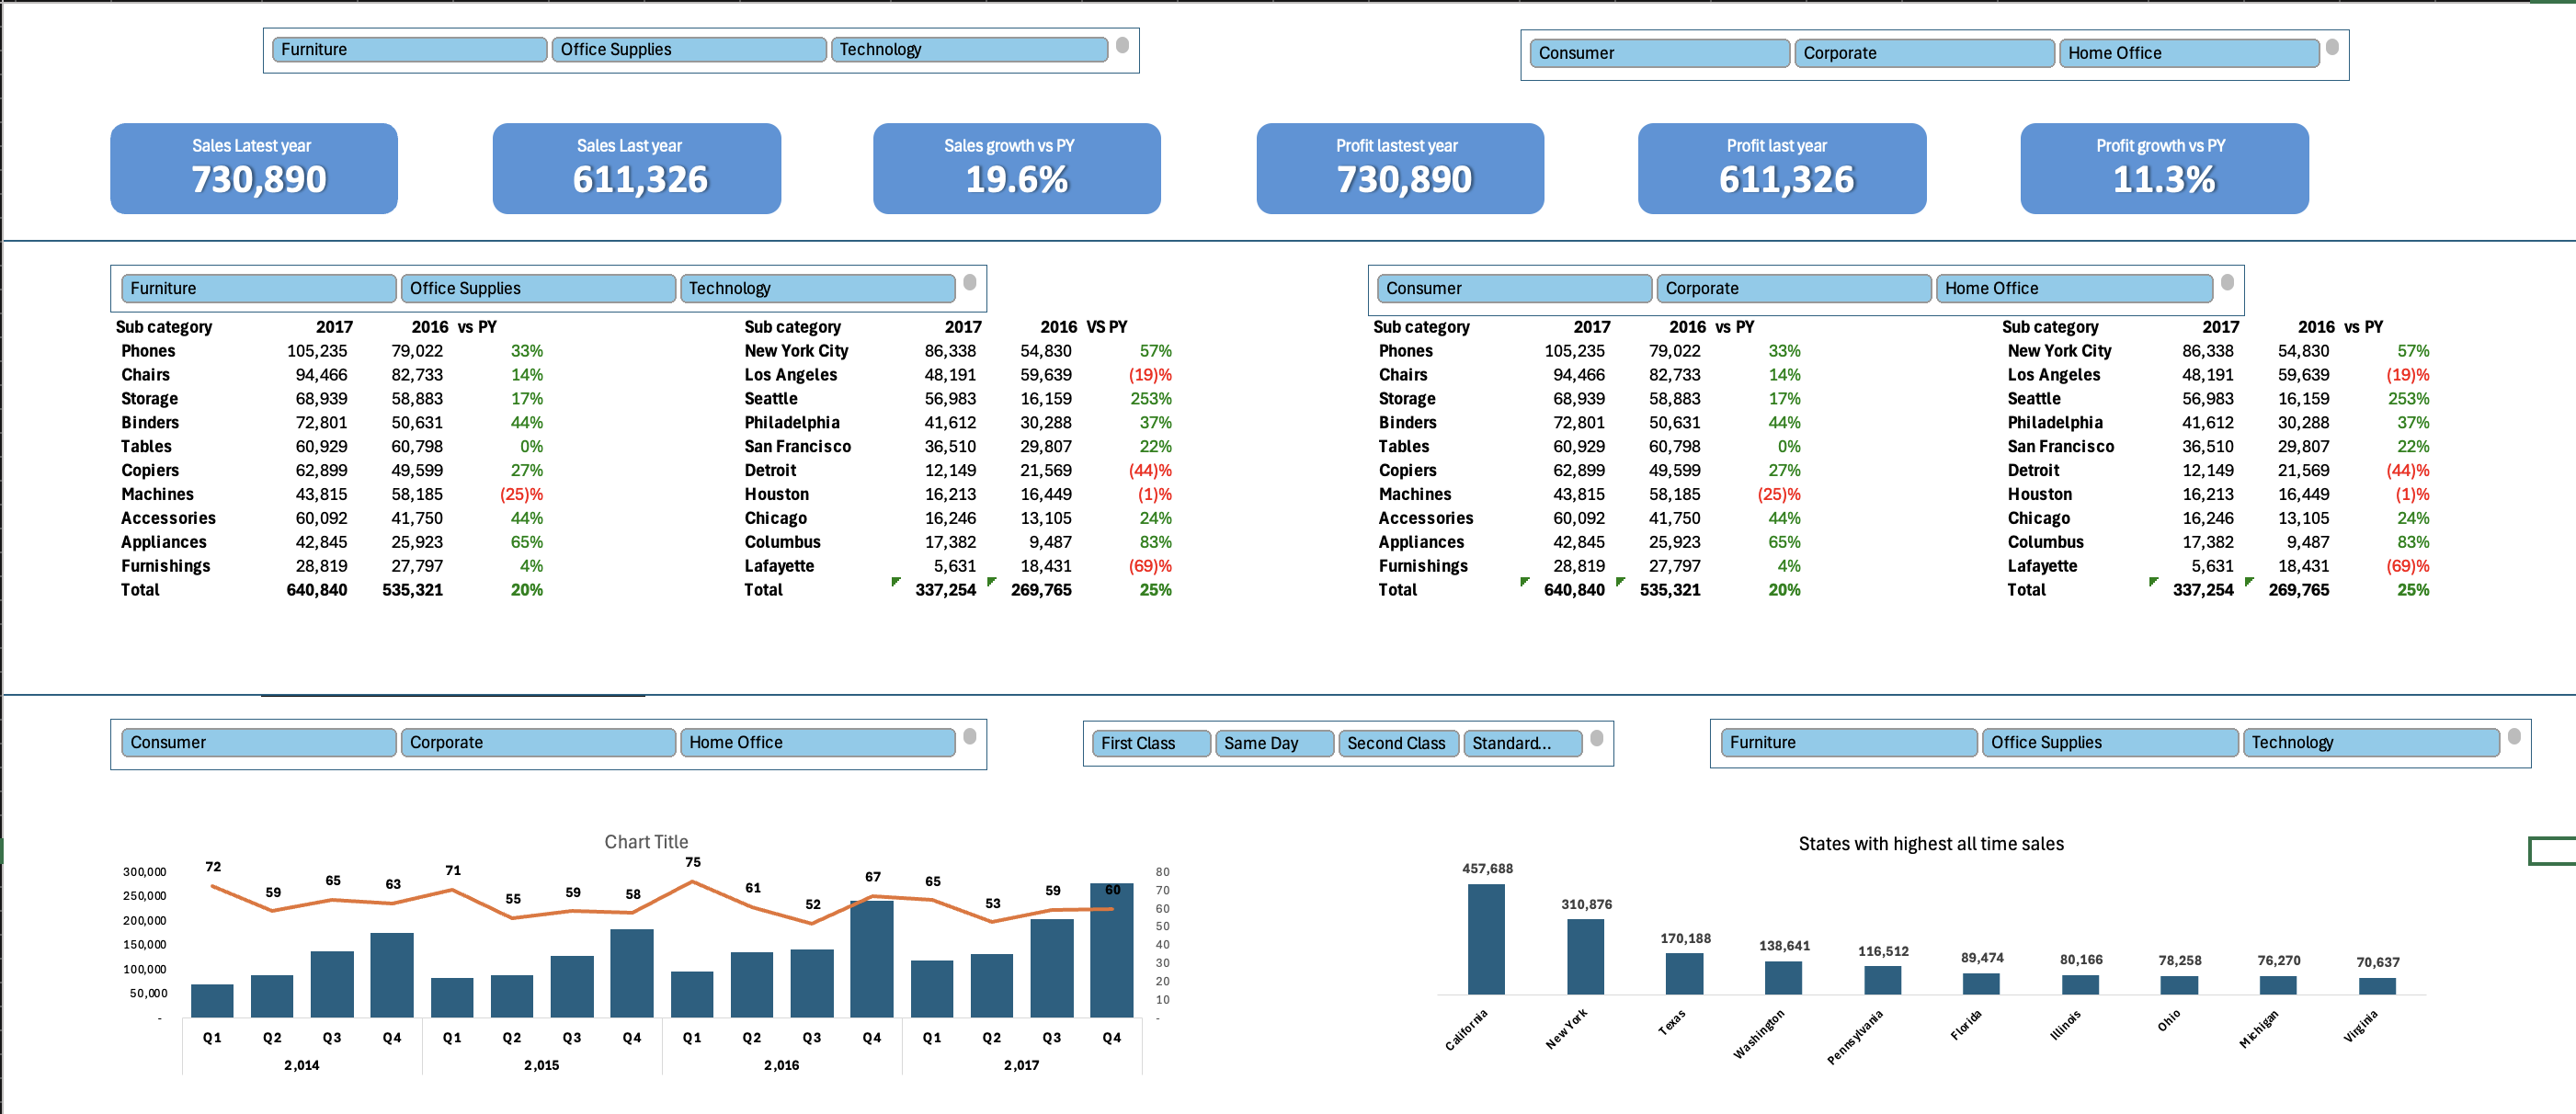 Furniture Office Supplies Technology
Consumer Corporate Home Office
Sales Latest year
730,890
Sales Last year
611,326
Sales growth vs PY
19.6%
Profit lastest year
730,890
Profit last year
611,326
Profit growth vs PY
11.3%
Furniture Office Supplies Technology
Sub category 2017 2016 vs PY
Phones 105,235 79,022 33%
Chairs 94,466 82,733 14%
Storage 68,939 58,883 17%
Binders 72,801 50,631 44%
Tables 60,929 60,798 0%
Copiers 62,899 49,599 27%
Machines 43,815 58,185 (25)%
Accessories 60,092 41,750 44%
Appliances 42,845 25,923 65%
Furnishings 28,819 27,797 4%
Total 640,840 535,321 20%
Sub category 2017 2016 VS PY
New York City 86,338 54,830 57%
Los Angeles 48,191 59,639 (19)%
Seattle 56,983 16,159 253%
Philadelphia 41,612 30,288 37%
San Francisco 36,510 29,807 22%
Detroit 12,149 21,569 (44)%
Houston 16,213 16,449 (1)%
Chicago 16,246 13,105 24%
Columbus 17,382 9,487 83%
Lafayette 5,631 18,431 (69)%
Total 337,254 269,765 25%
Consumer Corporate Home Office
Sub category 2017 2016 vs PY
Phones 105,235 79,022 33%
Chairs 94,466 82,733 14%
Storage 68,939 58,883 17%
Binders 72,801 50,631 44%
Tables 60,929 60,798 0%
Copiers 62,899 49,599 27%
Machines 43,815 58,185 (25)%
Accessories 60,092 41,750 44%
Appliances 42,845 25,923 65%
Furnishings 28,819 27,797 4%
Total 640,840 535,321 20%
Sub category 2017 2016 vs PY
New York City 86,338 54,830 57%
Los Angeles 48,191 59,639 (19)%
Seattle 56,983 16,159 253%
Philadelphia 41,612 30,288 37%
San Francisco 36,510 29,807 22%
Detroit 12,149 21,569 (44)%
Houston 16,213 16,449 (1)%
Chicago 16,246 13,105 24%
Columbus 17,382 9,487 83%
Lafayette 5,631 18,431 (69)%
Total 337,254 269,765 25%
Consumer Corporate Home Office
First Class Same Day Second Class Standard...
Furniture Office Supplies Technology
Chart Title
300,000
250,000
200,000
150,000
100,000
50,000
-
72 59 65 63 71 55 59 58 75 61 52 67 65 53 59 60
80
70
60
50
40
30
20
10
-
Q1 Q2 Q3 Q4 Q1 Q2 Q3 Q4 Q1 Q2 Q3 Q4 Q1 Q2 Q3 Q4
2,014 2,015 2,016 2,017
States with highest all time sales
457,688 310,876 170,188 138,641 116,512 89,474 80,166 78,258 76,270 70,637
California New York Texas Washington Pennsylvania Florida Illinois Ohio Michigan Virginia